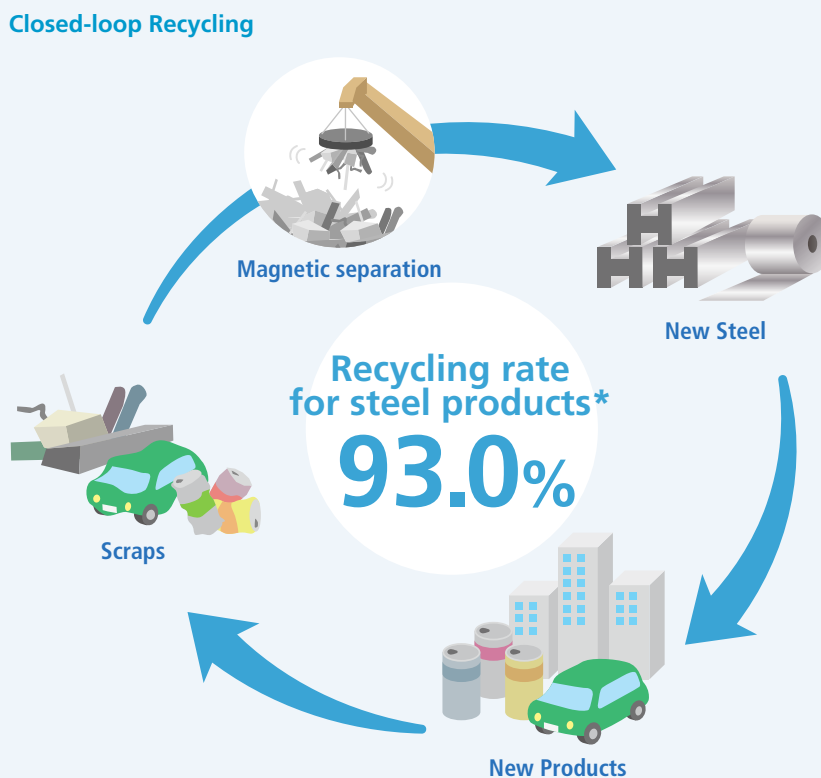 Closed-loop Recycling
Magnetic separation
New Steel
Recycling rate
for steel products*
93.0%
Scraps
New Products